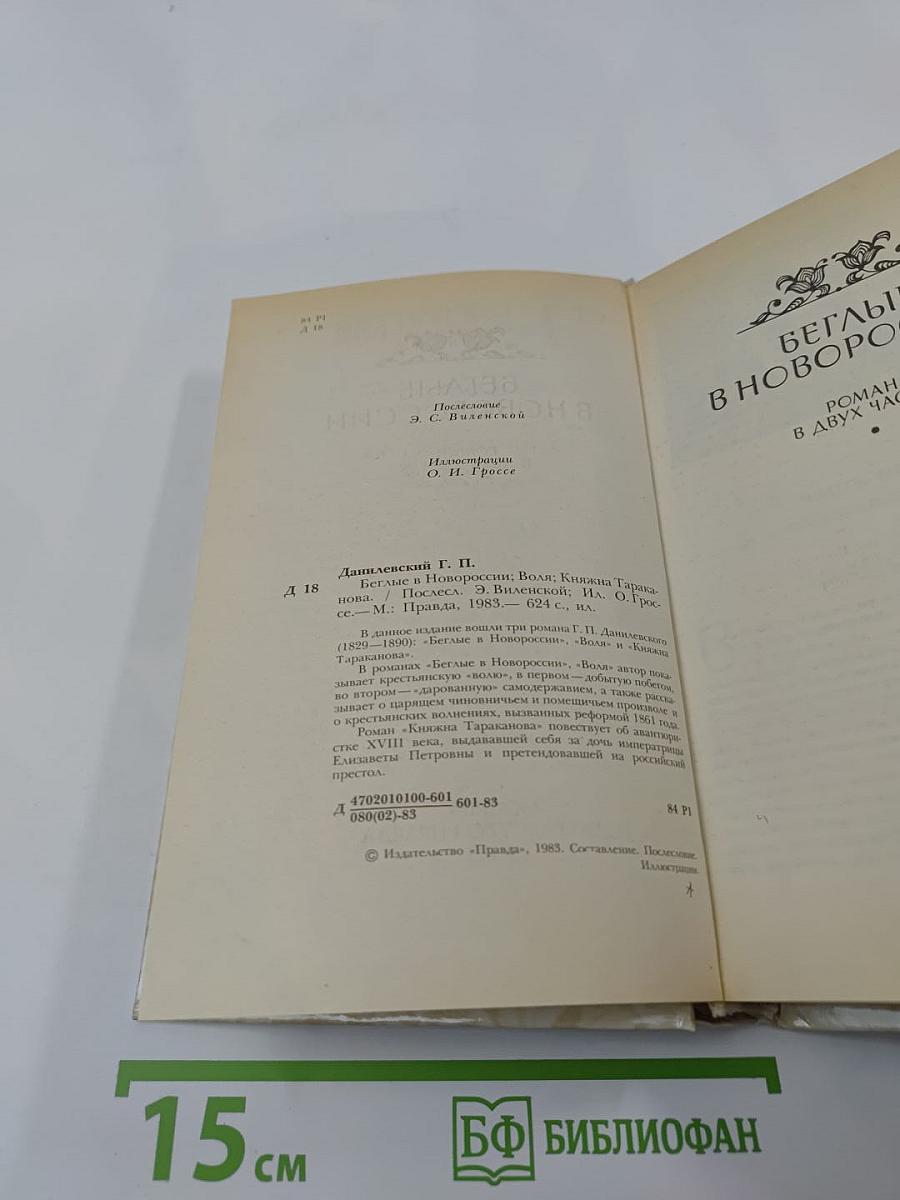 84 Р1
Д 18
Послесловие
Э. С. Виленской
Иллюстрации
О. И. Гроссе
Данилевский Г. П.
Д 18
Беглые в Новороссии; Воля; Княжна Таракано-
нова. / Послесл. Э. Виленской; Ил. О. Грос-
се.— М.: Правда, 1983.— 624 с., ил.
В данное издание вошли три романа Г. П. Данилевского
(1829—1890): «Беглые в Новороссии», «Воля» и «Княжна
Тараканова».
В романах «Беглые в Новороссии», «Воля» автор пока-
зывает крестьянскую «волю», в первом — добытую побегом,
во втором — «дарованную» самодержавием, а также расска-
зывает о царящем чиновничьем и помещичьем произволе и
о крестьянских волнениях, вызванных реформой 1861 года.
Роман «Княжна Тараканова» повествует об авантюри-
стке XVIII века, выдававшей себя за дочь императрицы
Елизаветы Петровны и претендовавшей на российский
престол.
Д 4702010100-601 601-83
080(02)-83
84 Р1
© Издательство «Правда», 1983. Составление. Послесловие.
Иллюстрации.
БЕГЛЫ
В НОВОРОС
РОМАН
В ДВУХ ЧАС
15 см
БФ БИБЛИОФАН